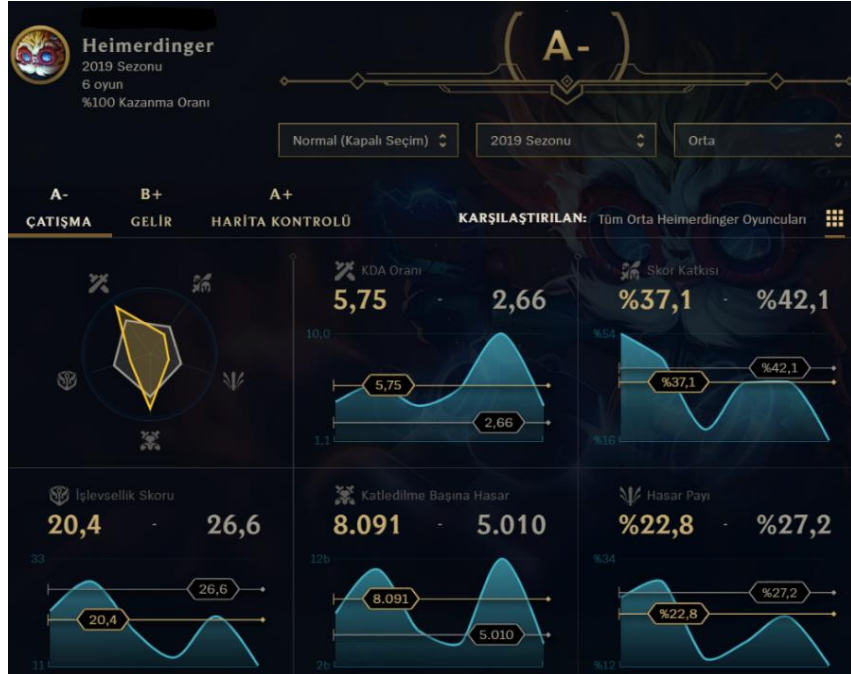 Heimerdinger
2019 Sezonu
6 oyun
%100 Kazanma Oranı
A-
Normal (Kapalı Seçim)
2019 Sezonu
Orta
A-
ÇATIŞMA
B+
GELİR
A+
HARİTA KONTROLÜ
KARŞILAŞTIRILAN: Tüm Orta Heimerdinger Oyuncuları
KDA Oranı
5,75 - 2,66
10,0
5,75
2,66
1,1
Skor Katkısı
%37,1 - %42,1
%54
%42,1
%37,1
%16
İşlevsellik Skoru
20,4 - 26,6
33
26,6
20,4
11
Katledilme Başına Hasar
8.091 - 5.010
12b
8.091
5.010
2b
Hasar Payı
%22,8 - %27,2
%34
%27,2
%22,8
%12